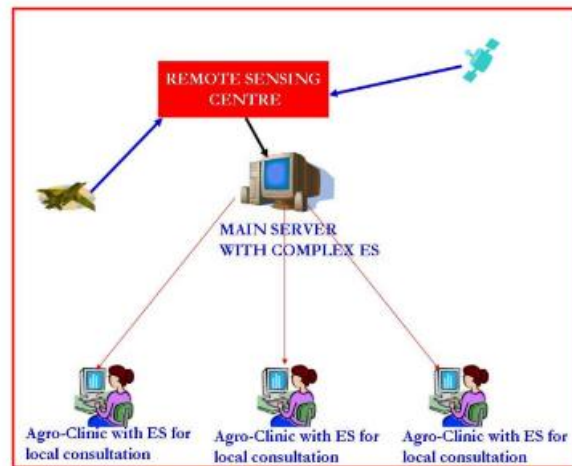 REMOTE SENSING
CENTRE
MAIN SERVER
WITH COMPLEX ES
Agro-Clinic with ES for
local consultation
Agro-Clinic with ES for
local consultation
Agro-Clinic with ES for
local consultation